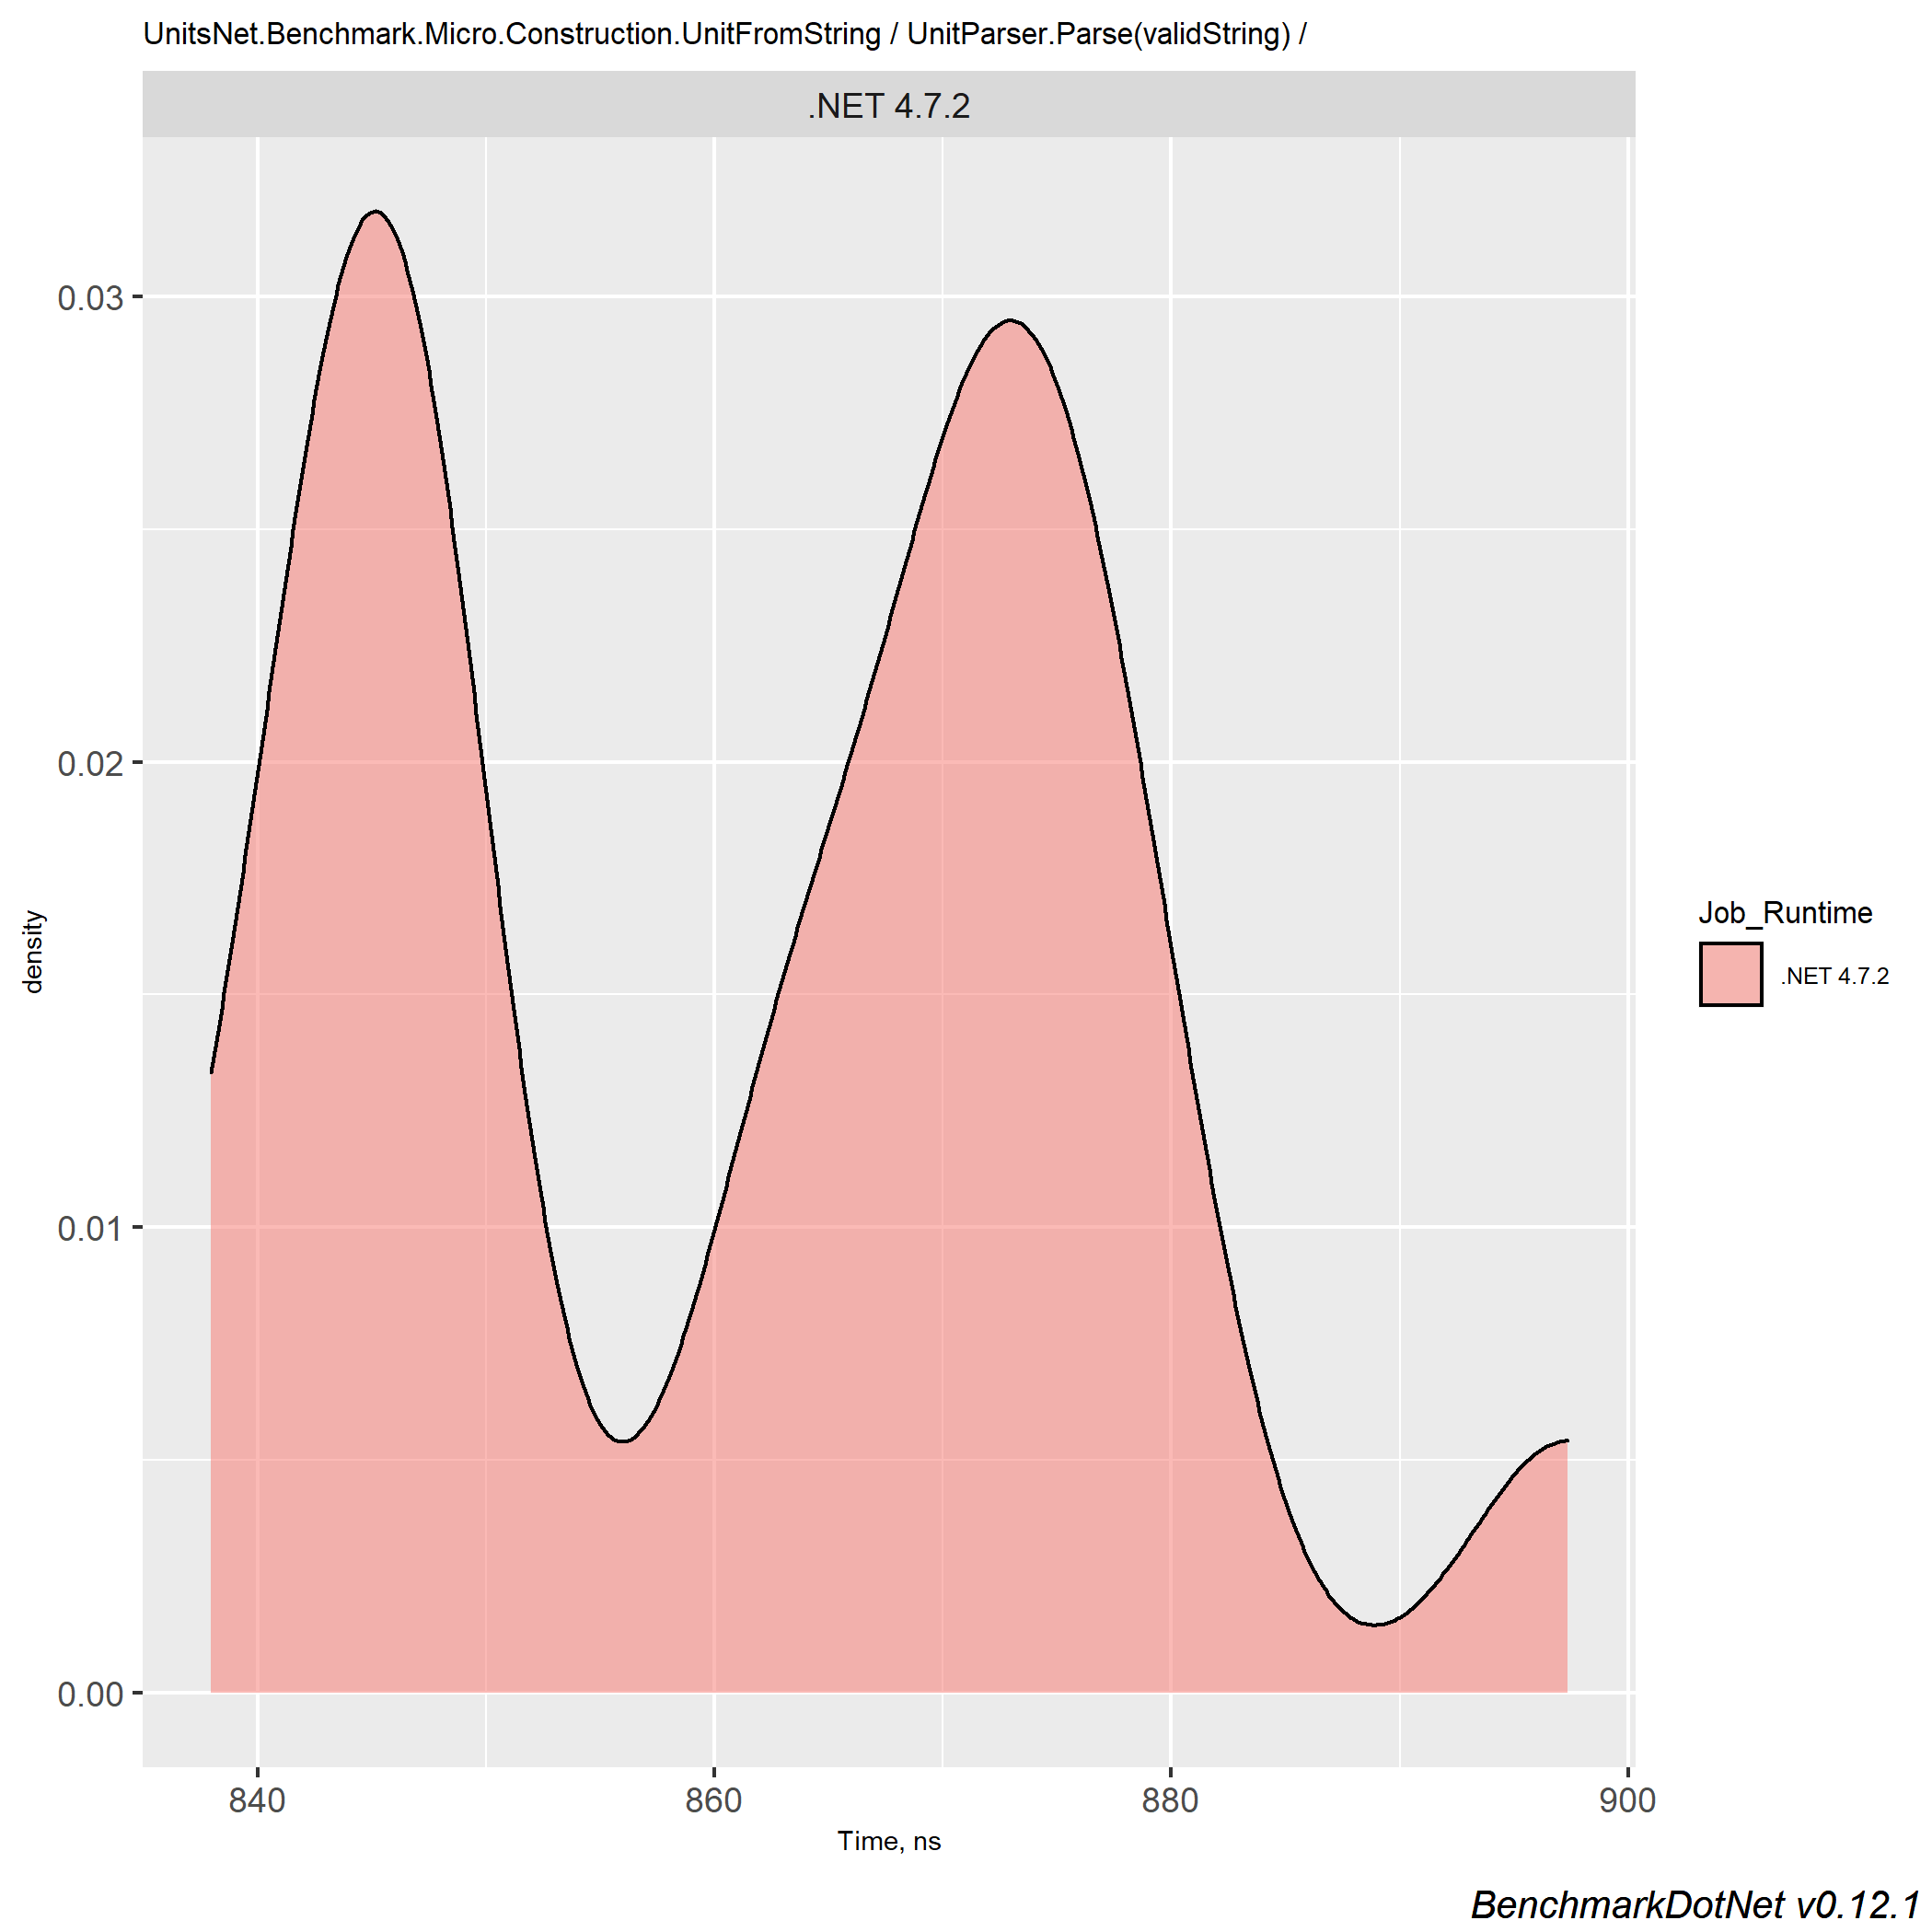 UnitsNet.Benchmark.Micro.Construction.UnitFromString / UnitParser.Parse(validString) /
.NET 4.7.2
0.03
0.02
0.01
0.00
density
840 860 880 900
Time, ns
Job_Runtime
.NET 4.7.2
BenchmarkDotNet v0.12.1